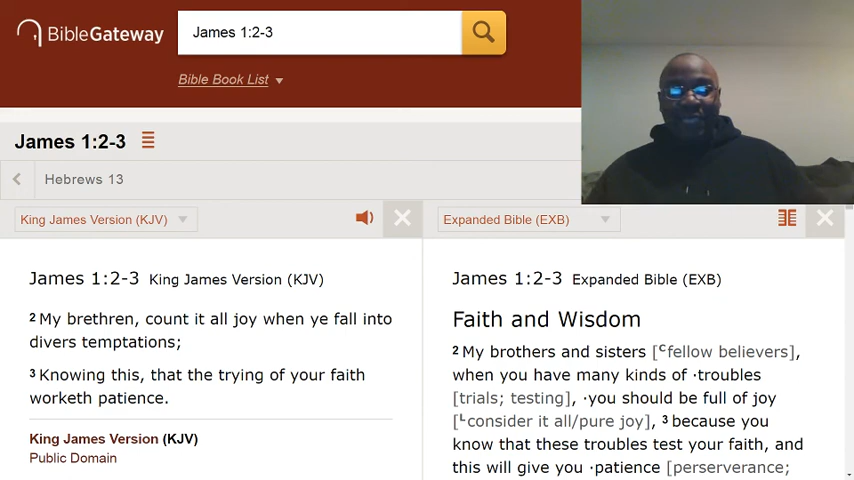 BibleGateway
James 1:2-3
Bible Book List
James 1:2-3
Hebrews 13
King James Version (KJV)
Expanded Bible (EXB)
James 1:2-3 King James Version (KJV)
2 My brethren, count it all joy when ye fall into
divers temptations;
3 Knowing this, that the trying of your faith
worketh patience.
King James Version (KJV)
Public Domain
James 1:2-3 Expanded Bible (EXB)
Faith and Wisdom
2 My brothers and sisters [C fellow believers],
when you have many kinds of ·troubles
[trials; testing], ·you should be full of joy
[L consider it all/pure joy], 3 because you
know that these troubles test your faith, and
this will give you ·patience [perserverance;